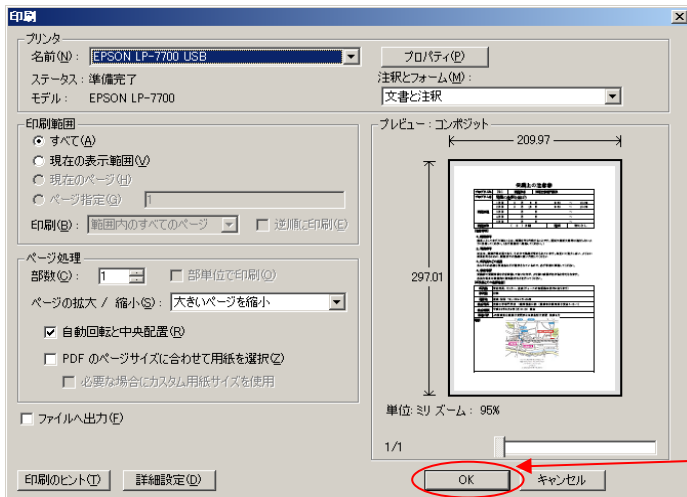 印刷
プリンタ
名前(N): EPSON LP-7700 USB
プロパティ(P)
ステータス: 準備完了
注釈とフォーム(M):
モデル: EPSON LP-7700
文書と注釈
印刷範囲
すべて(A)
現在の表示範囲(V)
現在のページ(H)
ページ指定(G) 1
印刷(B): 範囲内のすべてのページ 逆順に印刷(E)
ページ処理
部数(C): 1 部単位で印刷(O)
ページの拡大 / 縮小(S): 大きいページを縮小
自動回転と中央配置(R)
PDF のページサイズに合わせて用紙を選択(Z)
必要な場合にカスタム用紙サイズを使用
ファイルへ出力(F)
プレビュー: コンポジット
209.97
297.01
単位: ミリ ズーム: 95%
1/1
印刷のヒント(T) 詳細設定(D) OK キャンセル